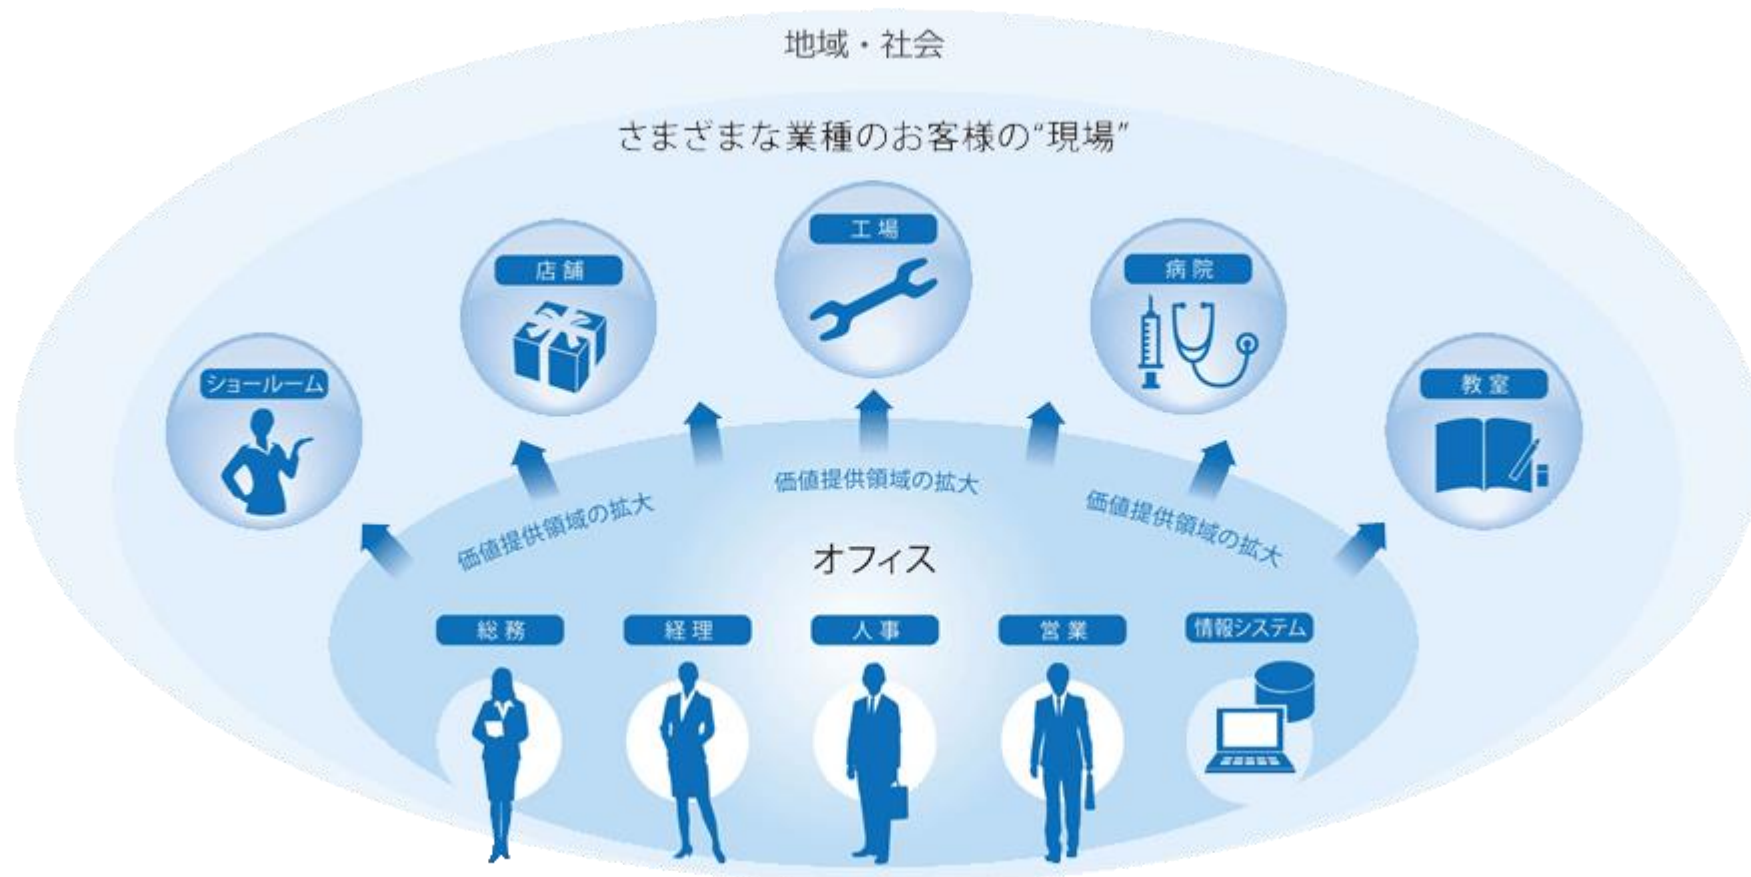 地域・社会
さまざまな業種のお客様の“現場”
工場
店舗
病院
ショールーム
教室
価値提供領域の拡大
価値提供領域の拡大
価値提供領域の拡大
オフィス
総務
経理
人事
営業
情報システム